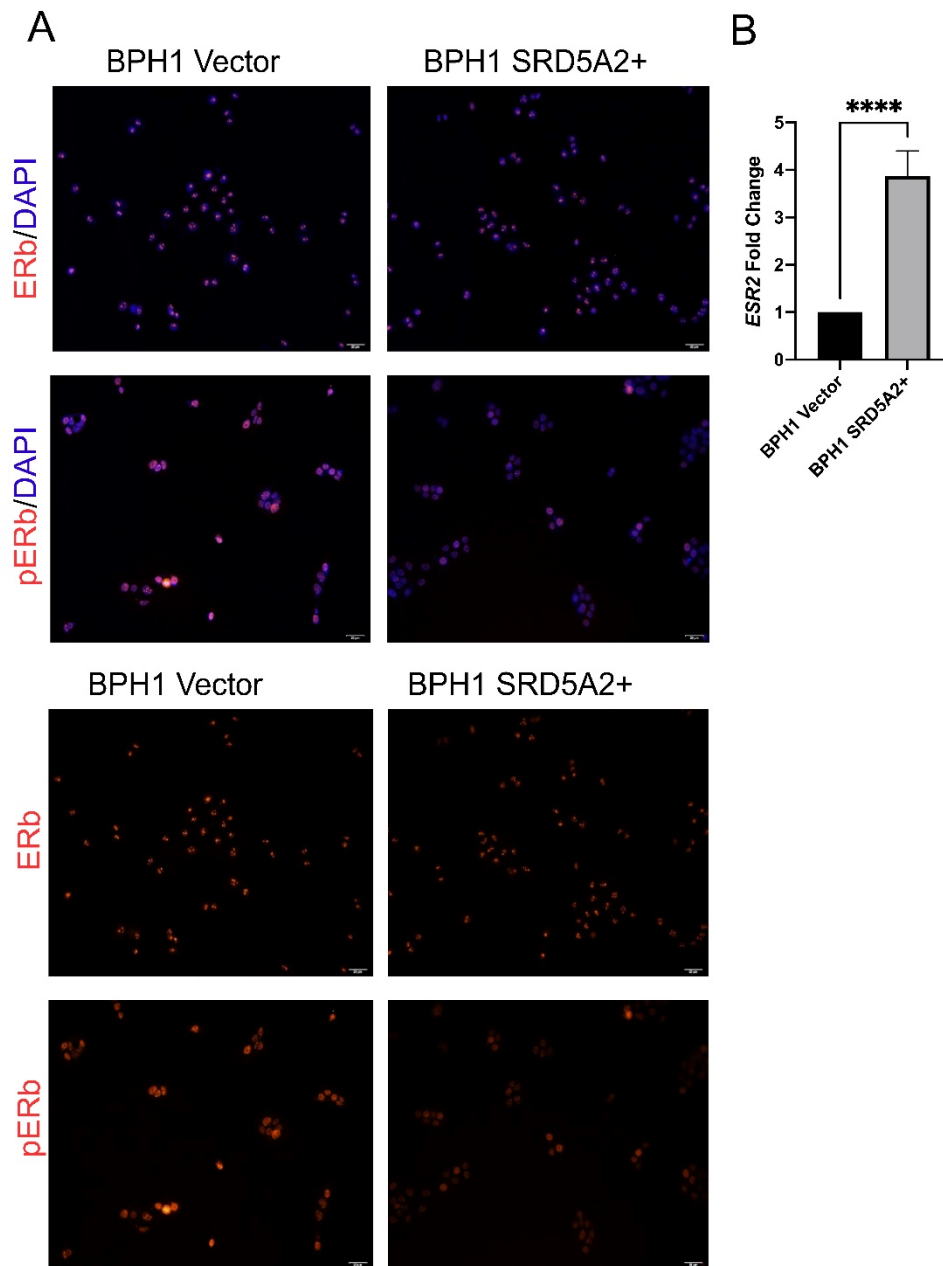 A
BPH1 Vector
BPH1 SRD5A2+
ERb/DAPI
pERb/DAPI
BPH1 Vector
BPH1 SRD5A2+
ERb
pERb
B
****
ESR2 Fold Change
5
4
3
2
1
0
BPH1 Vector
BPH1 SRD5A2+